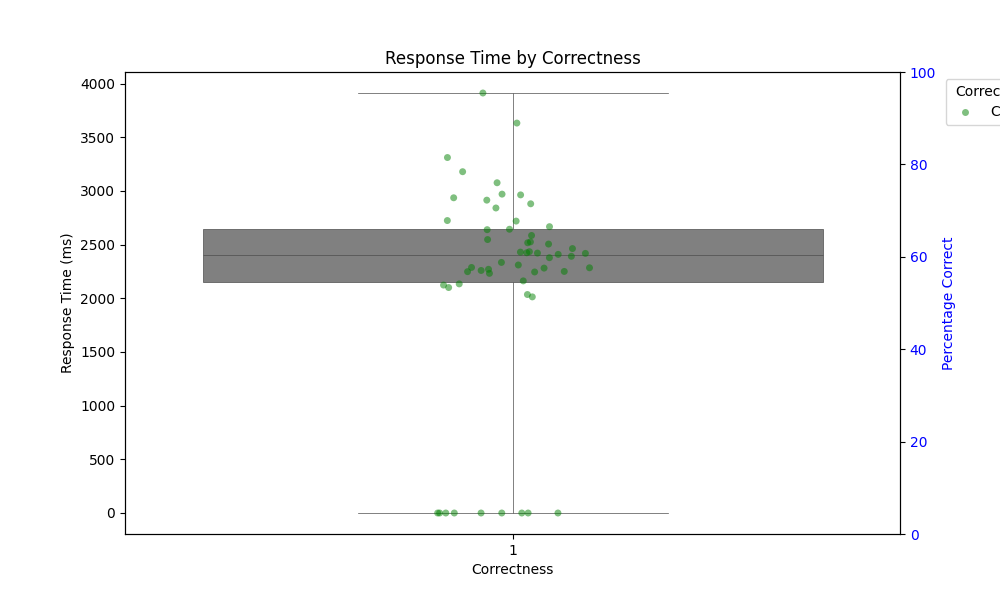 Response Time by Correctness
Response Time (ms)
4000
3500
3000
2500
2000
1500
1000
500
0
1
Correctness
100
80
60
40
20
0
Percentage Correct
Correc
C